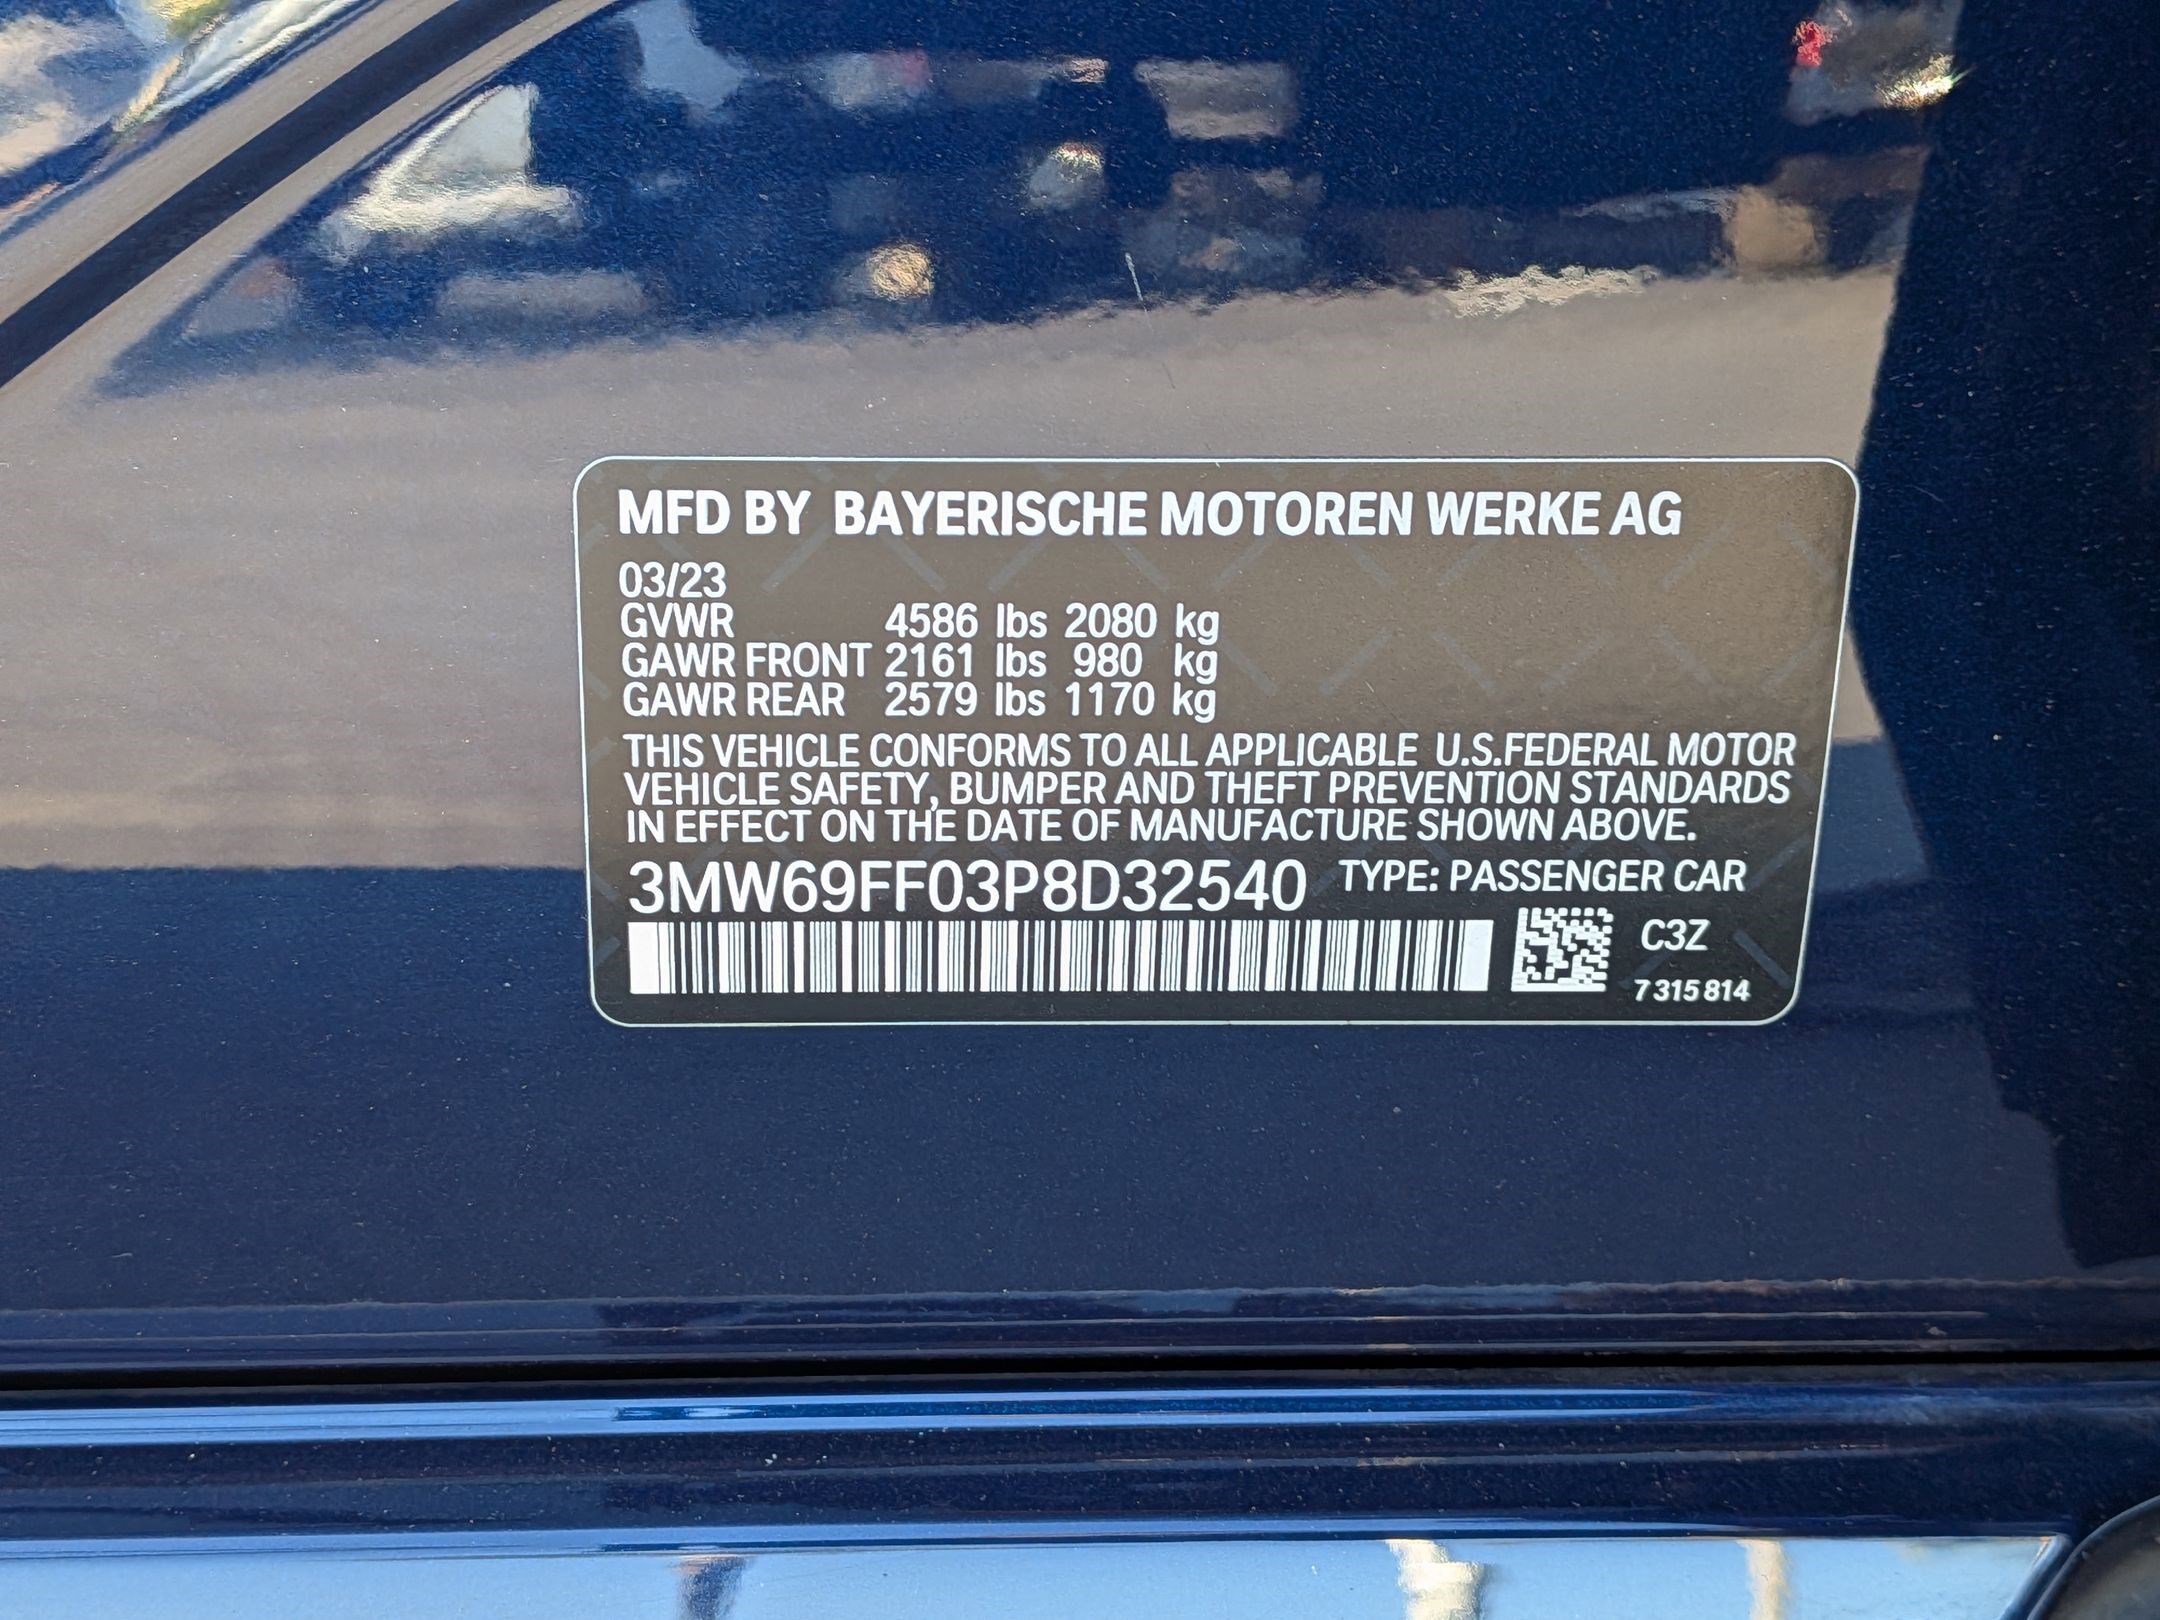 MFD BY BAYERISCHE MOTOREN WERKE AG
03/23
GVWR 4586 lbs 2080 kg
GAWR FRONT 2161 lbs 980 kg
GAWR REAR 2579 lbs 1170 kg
THIS VEHICLE CONFORMS TO ALL APPLICABLE U.S.FEDERAL MOTOR
VEHICLE SAFETY, BUMPER AND THEFT PREVENTION STANDARDS
IN EFFECT ON THE DATE OF MANUFACTURE SHOWN ABOVE.
3MW69FF03P8D32540 TYPE: PASSENGER CAR
C3Z
7 315 814